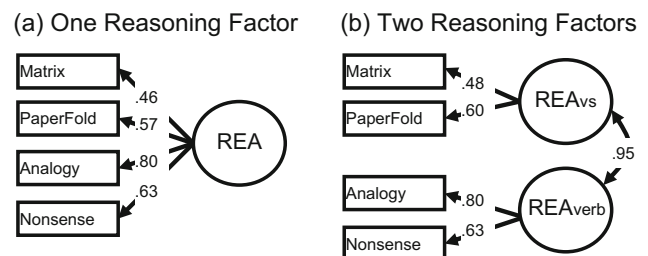 (a) One Reasoning Factor
Matrix
PaperFold
Analogy
Nonsense
.46
.57
.80
.63
REA
(b) Two Reasoning Factors
Matrix
PaperFold
Analogy
Nonsense
.48
.60
.80
.63
REAvs
REAverb
.95